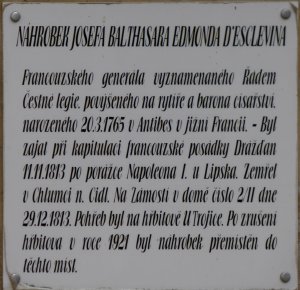 NÁHROBEK JOSEFA BALTHASARA EDMONDA D'ESCLEVINA
Francouzského generála vyznamenaného Řádem
Čestné legie, povýšeného na rytíře a barona císařství,
narozeného 20.3.1765 v Antibes v jižní Francii. - Byl
zajat při kapitulaci francouzské posádky Drážďan
11.11.1813 po porážce Napoleona I. u Lipska. Zemřel
v Chlumci n. Cidl. Na Zámostí v domě číslo 2/II dne
29.12.1813. Pohřeb byl na hřbitově U Trojice. Po zrušení
hřbitova v roce 1921 byl náhrobek přemístěn do
těchto míst.